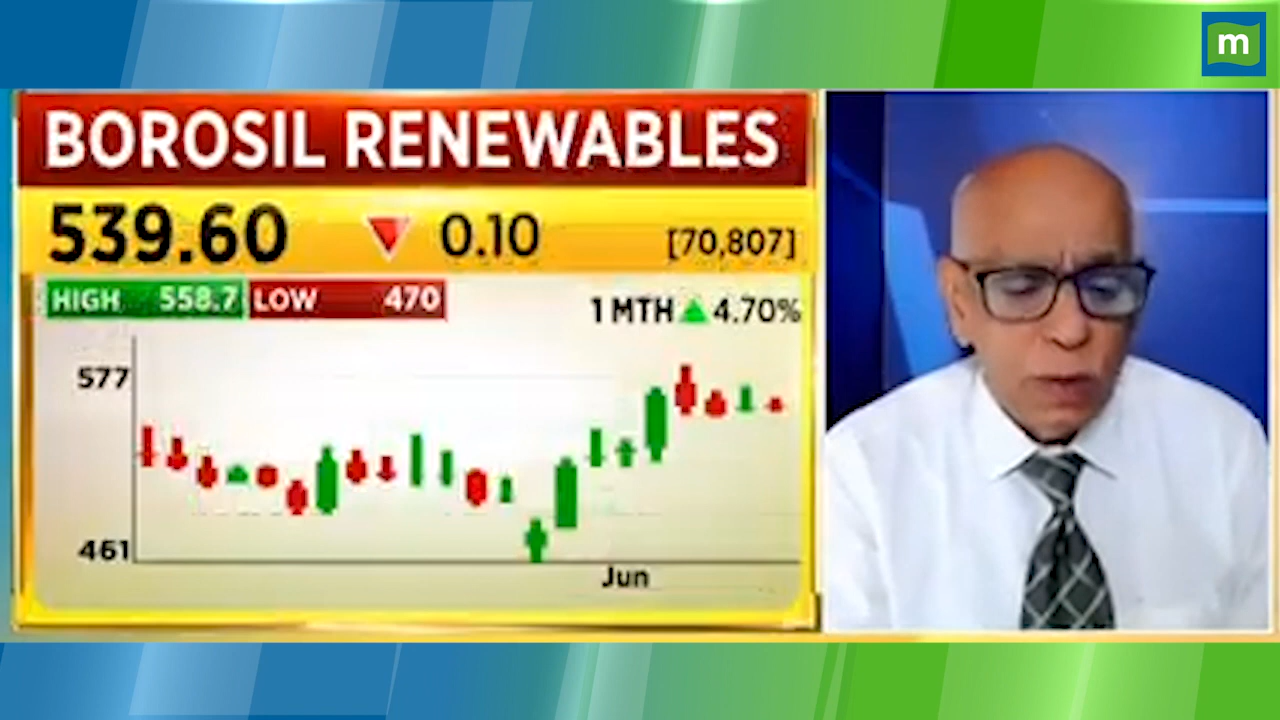 m
BOROSIL RENEWABLES
539.60 ▼ 0.10 [70,807]
HIGH 558.7 LOW 470 1 MTH ▲ 4.70%
577
461
Jun